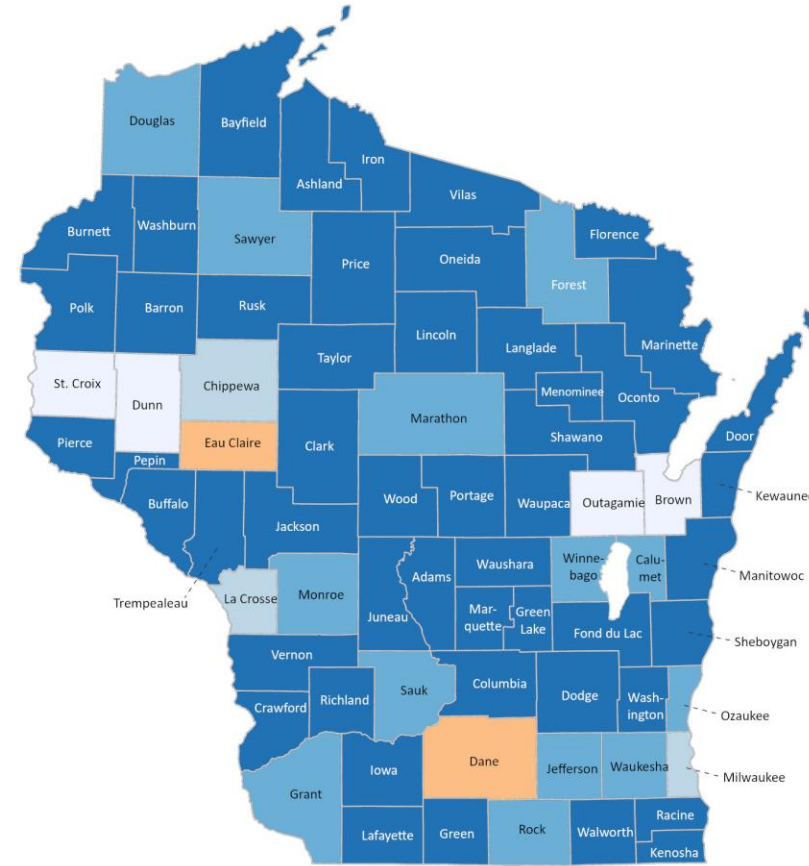 Douglas
Bayfield
Iron
Ashland
Vilas
Burnett
Washburn
Sawyer
Florence
Price
Oneida
Forest
Polk
Barron
Rusk
Lincoln
Langlade
Marinette
Taylor
St. Croix
Dunn
Chippewa
Menominee
Oconto
Marathon
Pierce
Eau Claire
Clark
Shawano
Door
Pepin
Buffalo
Wood
Portage
Waupaca
Outagamie
Brown
Kewaune
Jackson
Trempealeau
La Crosse
Monroe
Juneau
Adams
Waushara
Winne-
bago
Calu-
met
Manitowoc
Mar-
quette
Green
Lake
Fond du Lac
Sheboygan
Vernon
Sauk
Columbia
Dodge
Wash-
ington
Ozaukee
Crawford
Richland
Iowa
Dane
Jefferson
Waukesha
Milwaukee
Grant
Lafayette
Green
Rock
Walworth
Racine
Kenosha